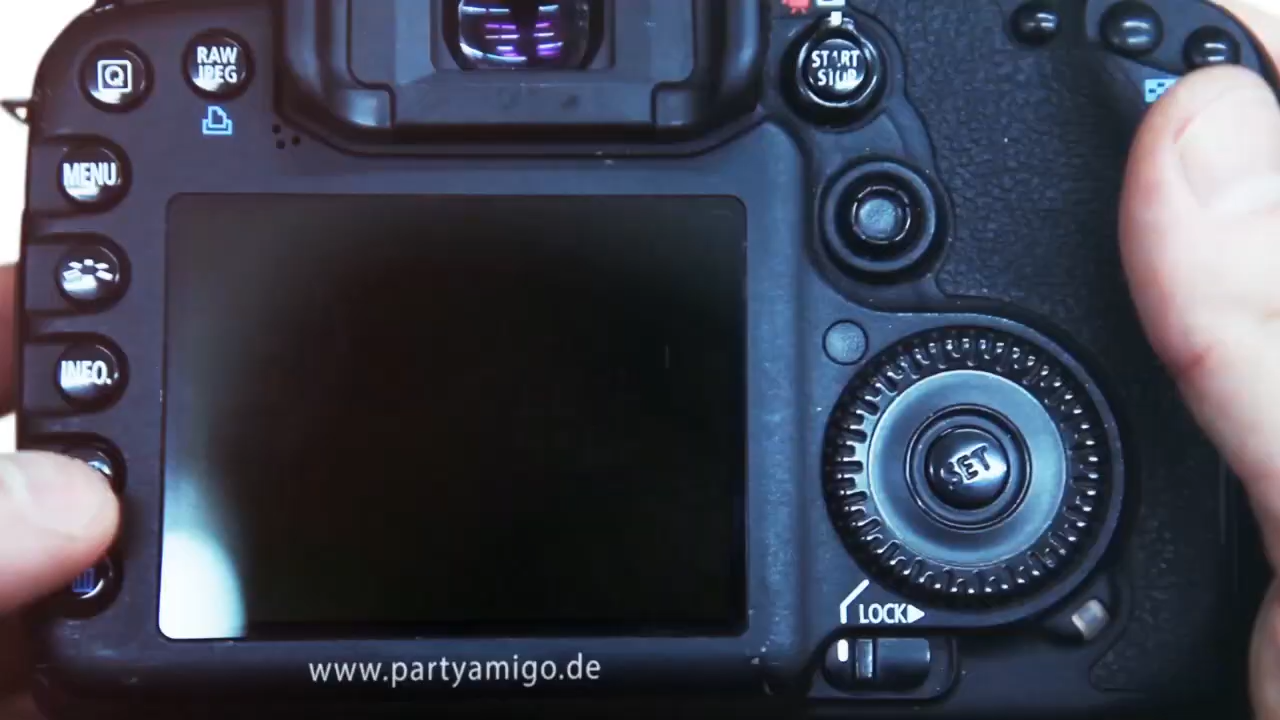 Q
RAW
JPEG
START
STOP
MENU
INFO.
SET
LOCK
www.partyamigo.de